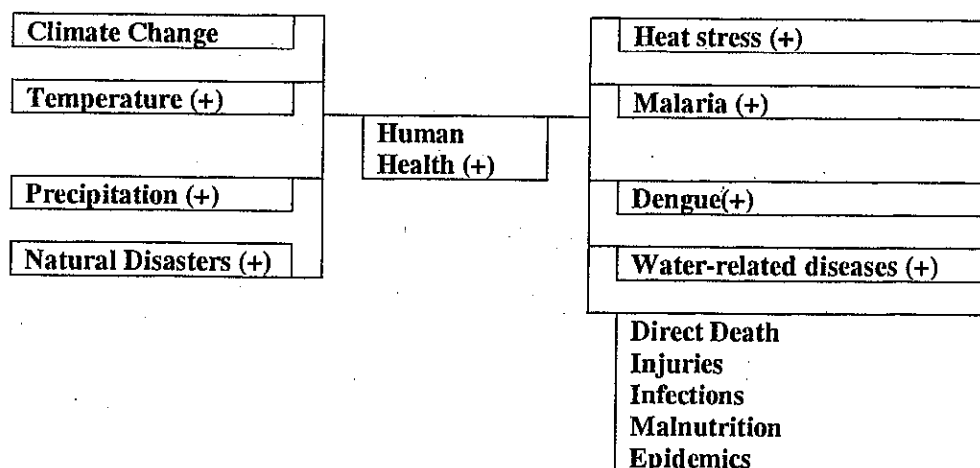 Climate Change
Temperature (+)
Precipitation (+)
Natural Disasters (+)
Human
Health (+)
Heat stress (+)
Malaria (+)
Dengue(+)
Water-related diseases (+)
Direct Death
Injuries
Infections
Malnutrition
Epidemics